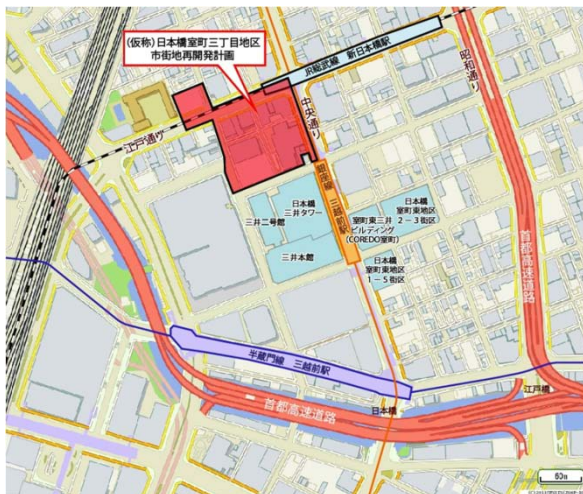 (仮称)日本橋室町三丁目地区
市街地再開発計画
JR総武線 新日本橋駅
昭和通り
中央通り
江戸通り
銀座線 三越前駅
日本橋
三井タワー
三井二号館
三井本館
日本橋
室町東地区
2－3街区
室町東三井
ビルディング
(COREDO室町)
日本橋
室町東地区
1－5街区
首都高速道路
半蔵門線 三越前駅
首都高速道路
日本橋
江戸橋